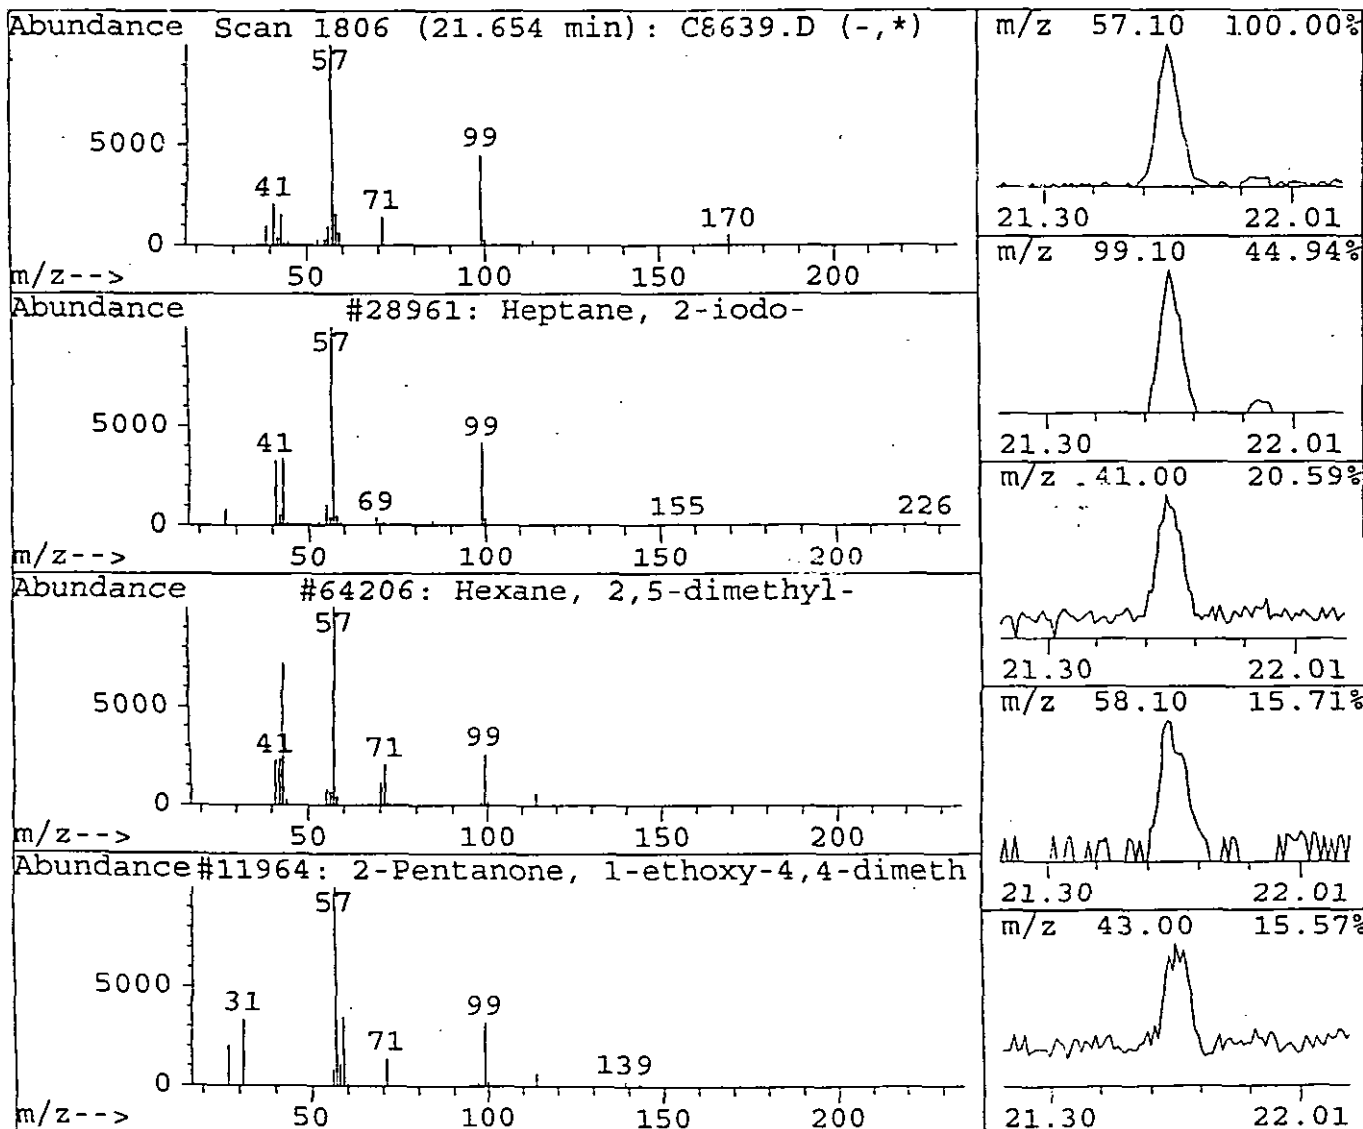 Abundance Scan 1806 (21.654 min): C8639.D (-,*)
57
5000
99
41
71
170
0
m/z--> 50 100 150 200
Abundance #28961: Heptane, 2-iodo-
57
5000
99
41
69
155 226
0
m/z--> 50 100 150 200
Abundance #64206: Hexane, 2,5-dimethyl-
57
5000
41 71 99
0
m/z--> 50 100 150 200
Abundance #11964: 2-Pentanone, 1-ethoxy-4,4-dimeth
57
5000
31 99
71
139
0
m/z--> 50 100 150 200
m/z 57.10 100.00%
21.30 22.01
m/z 99.10 44.94%
21.30 22.01
m/z 41.00 20.59%
21.30 22.01
m/z 58.10 15.71%
21.30 22.01
m/z 43.00 15.57%
21.30 22.01